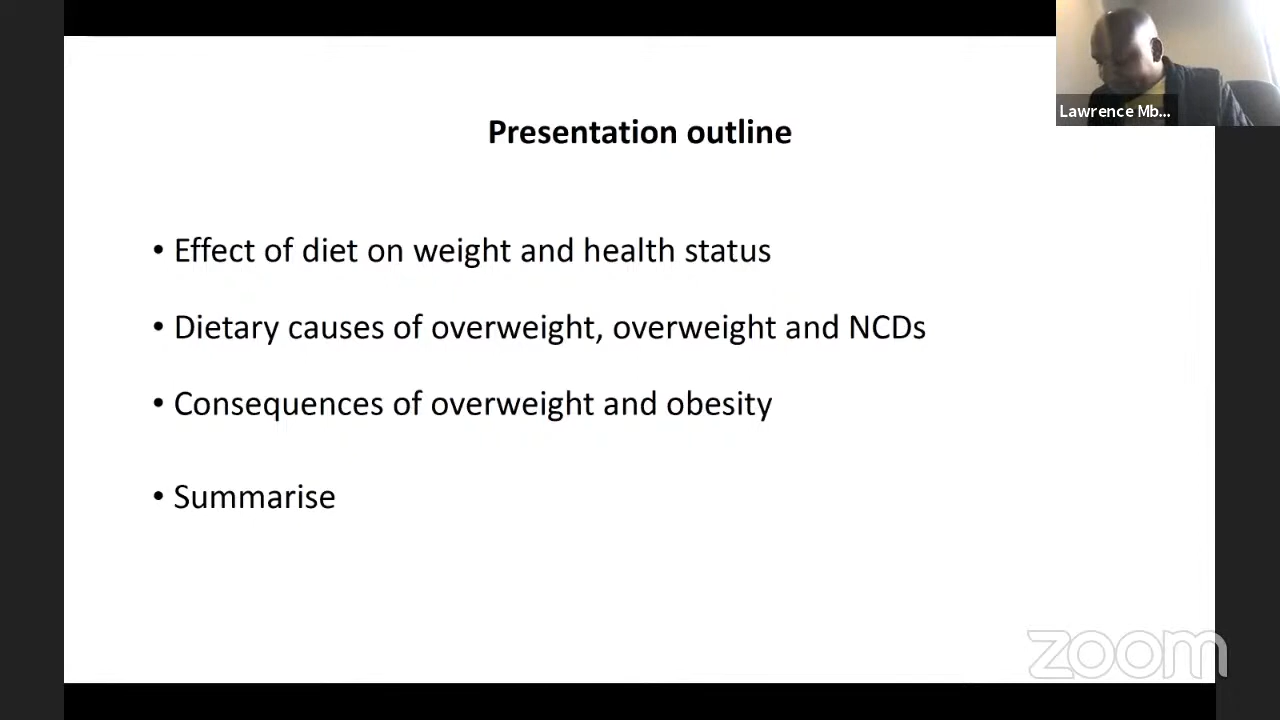 Lawrence Mb...
Presentation outline
• Effect of diet on weight and health status
• Dietary causes of overweight, overweight and NCDs
• Consequences of overweight and obesity
• Summarise
zoom